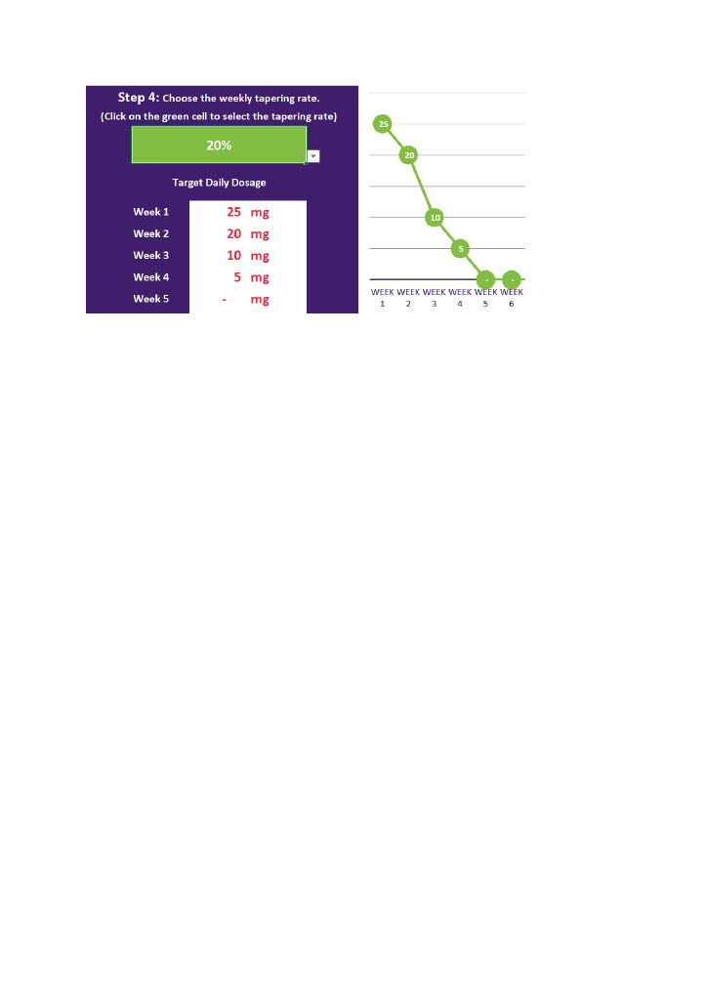 Step 4: Choose the weekly tapering rate.
(Click on the green cell to select the tapering rate)
20%
Target Daily Dosage
Week 1 25 mg
Week 2 20 mg
Week 3 10 mg
Week 4 5 mg
Week 5 - mg
25
20
10
5
- -
WEEK WEEK WEEK WEEK WEEK WEEK
1 2 3 4 5 6